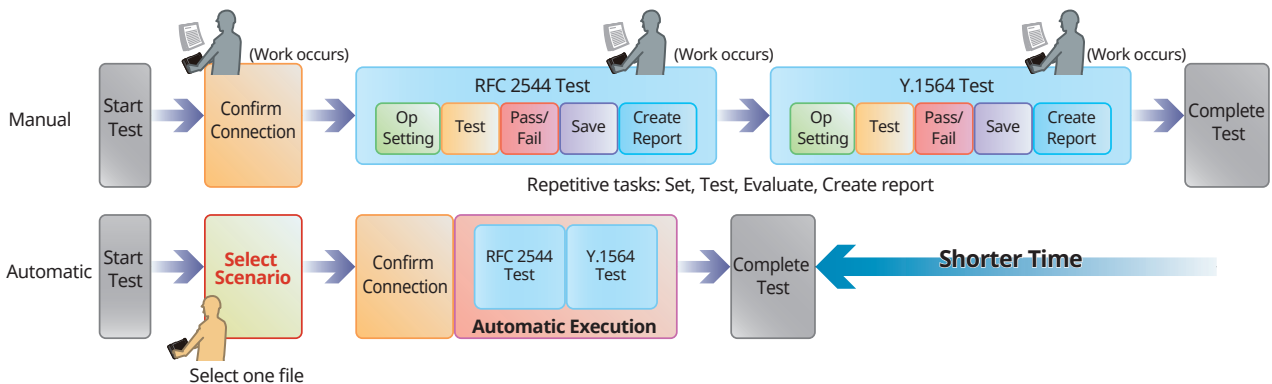 (Work occurs)
(Work occurs)
(Work occurs)
Manual
Start
Test
Confirm
Connection
RFC 2544 Test
Op
Setting
Test
Pass/
Fail
Save
Create
Report
Y.1564 Test
Op
Setting
Test
Pass/
Fail
Save
Create
Report
Complete
Test
Repetitive tasks: Set, Test, Evaluate, Create report
Automatic
Start
Test
Select
Scenario
Select one file
Confirm
Connection
RFC 2544
Test
Y.1564
Test
Automatic Execution
Complete
Test
Shorter Time